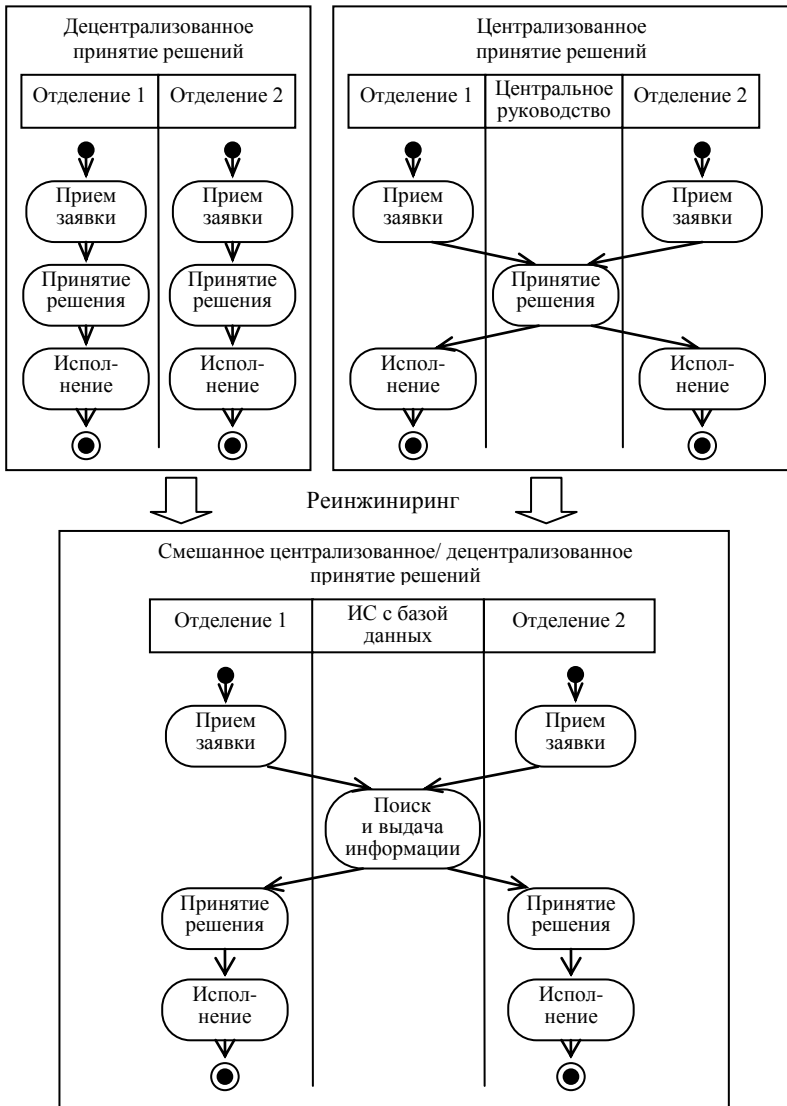 Децентрализованное
принятие решений
Отделение 1
Отделение 2
Прием
заявки
Прием
заявки
Принятие
решения
Принятие
решения
Испол-
нение
Испол-
нение
Централизованное
принятие решений
Отделение 1
Центральное
руководство
Отделение 2
Прием
заявки
Прием
заявки
Принятие
решения
Испол-
нение
Испол-
нение
Реинжиниринг
Смешанное централизованное/ децентрализованное
принятие решений
Отделение 1
ИС с базой
данных
Отделение 2
Прием
заявки
Прием
заявки
Поиск
и выдача
информации
Принятие
решения
Принятие
решения
Испол-
нение
Испол-
нение